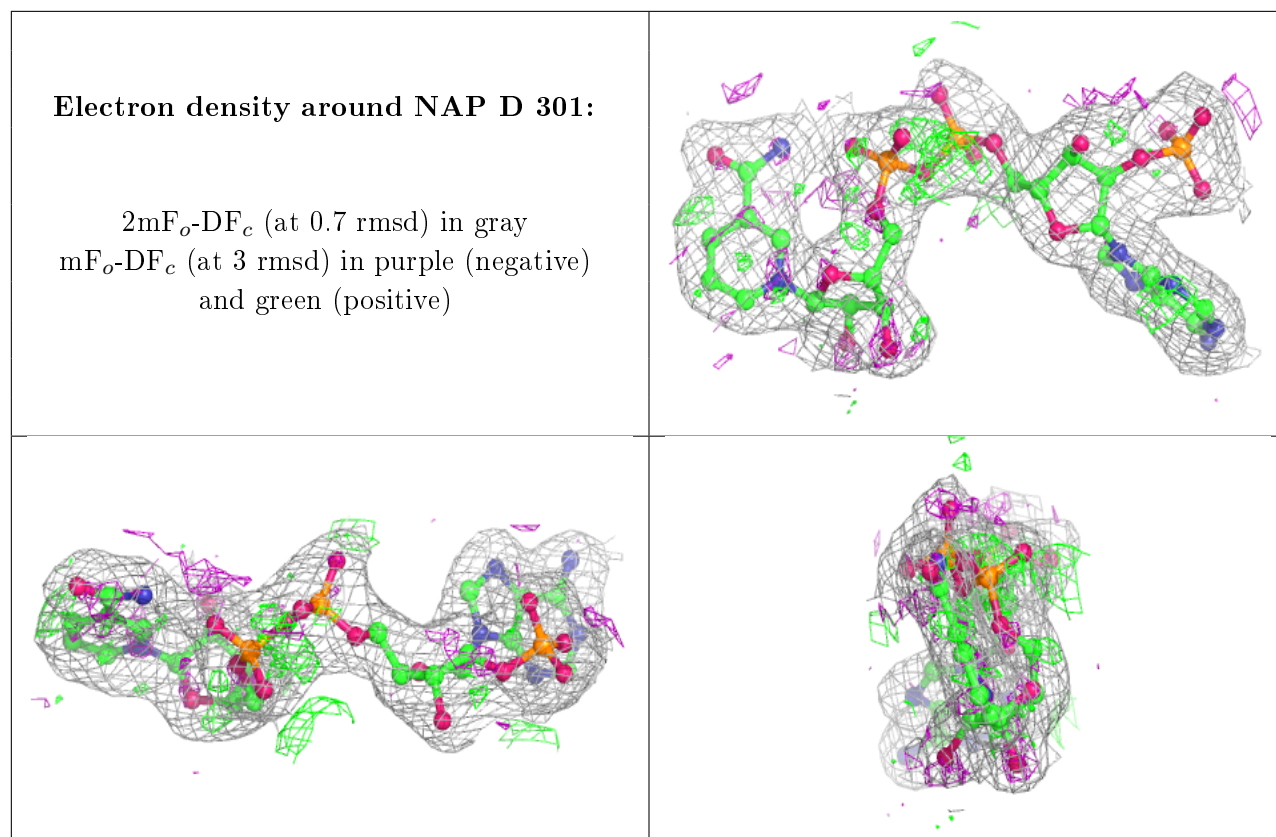 Electron density around NAP D 301:
2mFo-DFc (at 0.7 rmsd) in gray
mFo-DFc (at 3 rmsd) in purple (negative)
and green (positive)